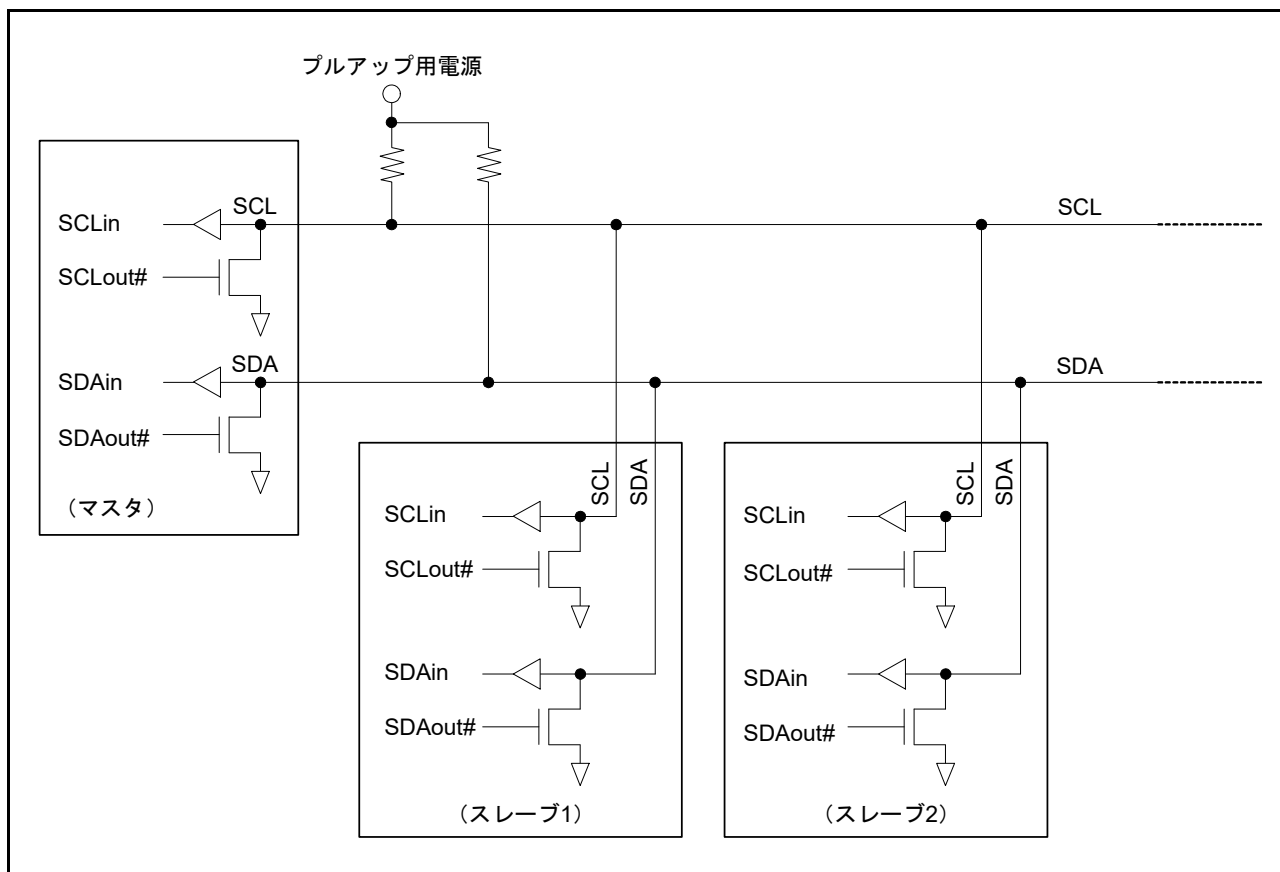 プルアップ用電源
SCLin
SCL
SCL
SCLout#
SDAin
SDA
SDA
SDAout#
(マスタ)
SCL
SDA
SCLin
SCLout#
SDAin
SDAout#
(スレーブ1)
SCL
SDA
SCLin
SCLout#
SDAin
SDAout#
(スレーブ2)